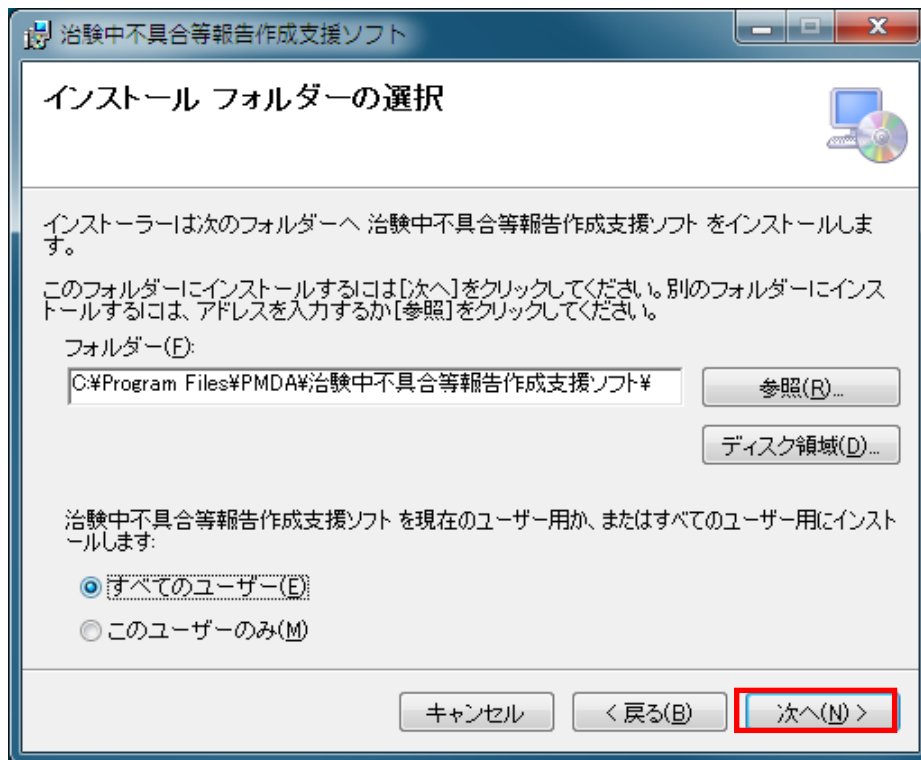 治験中不具合等報告作成支援ソフト
インストール フォルダーの選択
インストーラーは次のフォルダーへ 治験中不具合等報告作成支援ソフト をインストールしま
す。
このフォルダーにインストールするには[次へ]をクリックしてください。別のフォルダーにインス
トールするには、アドレスを入力するか[参照]をクリックしてください。
フォルダー(F):
C:¥Program Files¥PMDA¥治験中不具合等報告作成支援ソフト¥
参照(R)...
ディスク領域(D)...
治験中不具合等報告作成支援ソフト を現在のユーザー用か、またはすべてのユーザー用にインスト
ールします:
すべてのユーザー(E)
このユーザーのみ(M)
キャンセル
< 戻る(B)
次へ(N) >